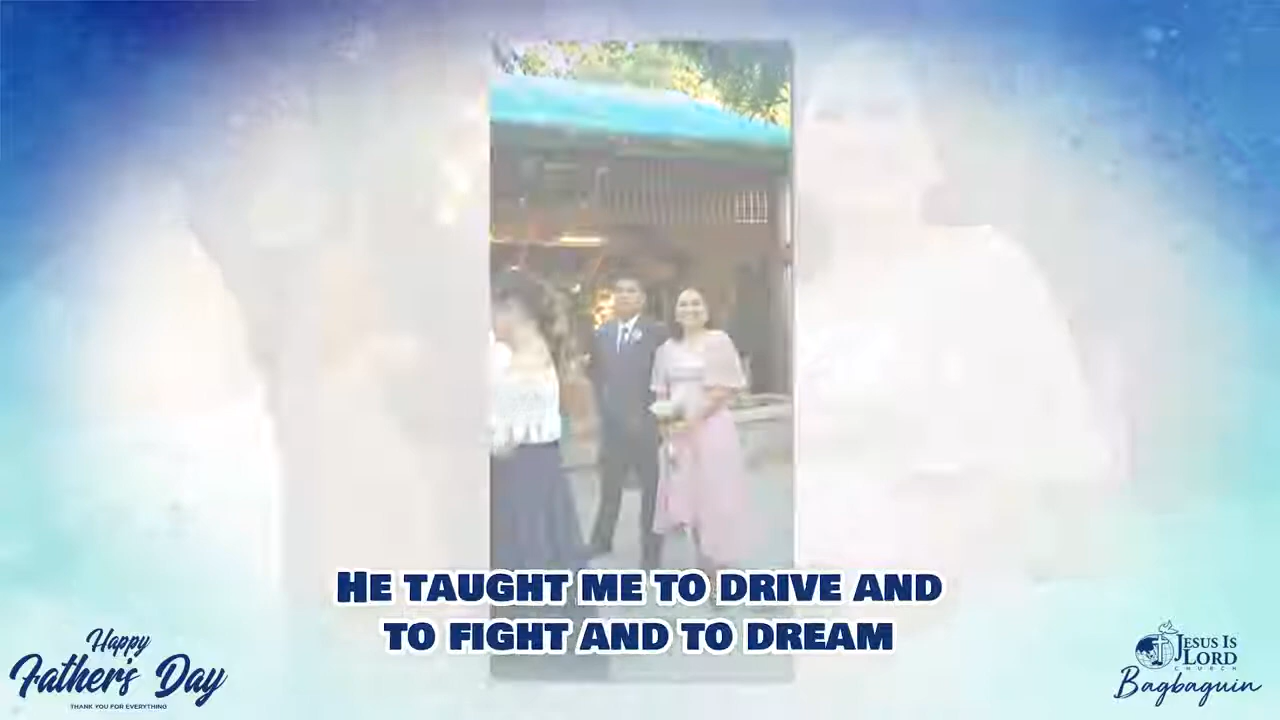 HE TAUGHT ME TO DRIVE AND
TO FIGHT AND TO DREAM
Happy
Father's Day
THANK YOU FOR EVERYTHING
JESUS IS
LORD
CHURCH
Bagbaguin